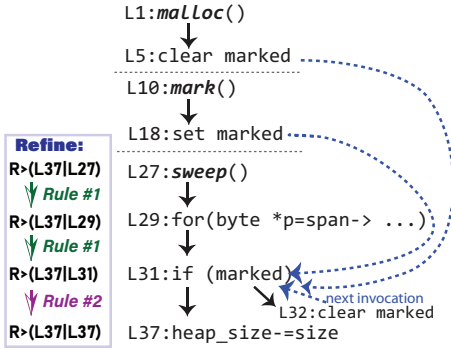 L1:malloc()
L5:clear marked
L10:mark()
L18:set marked
L27:sweep()
L29:for(byte *p=span-> ...)
L31:if (marked)
next invocation
L32:clear marked
L37:heap_size-=size
Refine:
R>(L37|L27)
Rule #1
R>(L37|L29)
Rule #1
R>(L37|L31)
Rule #2
R>(L37|L37)